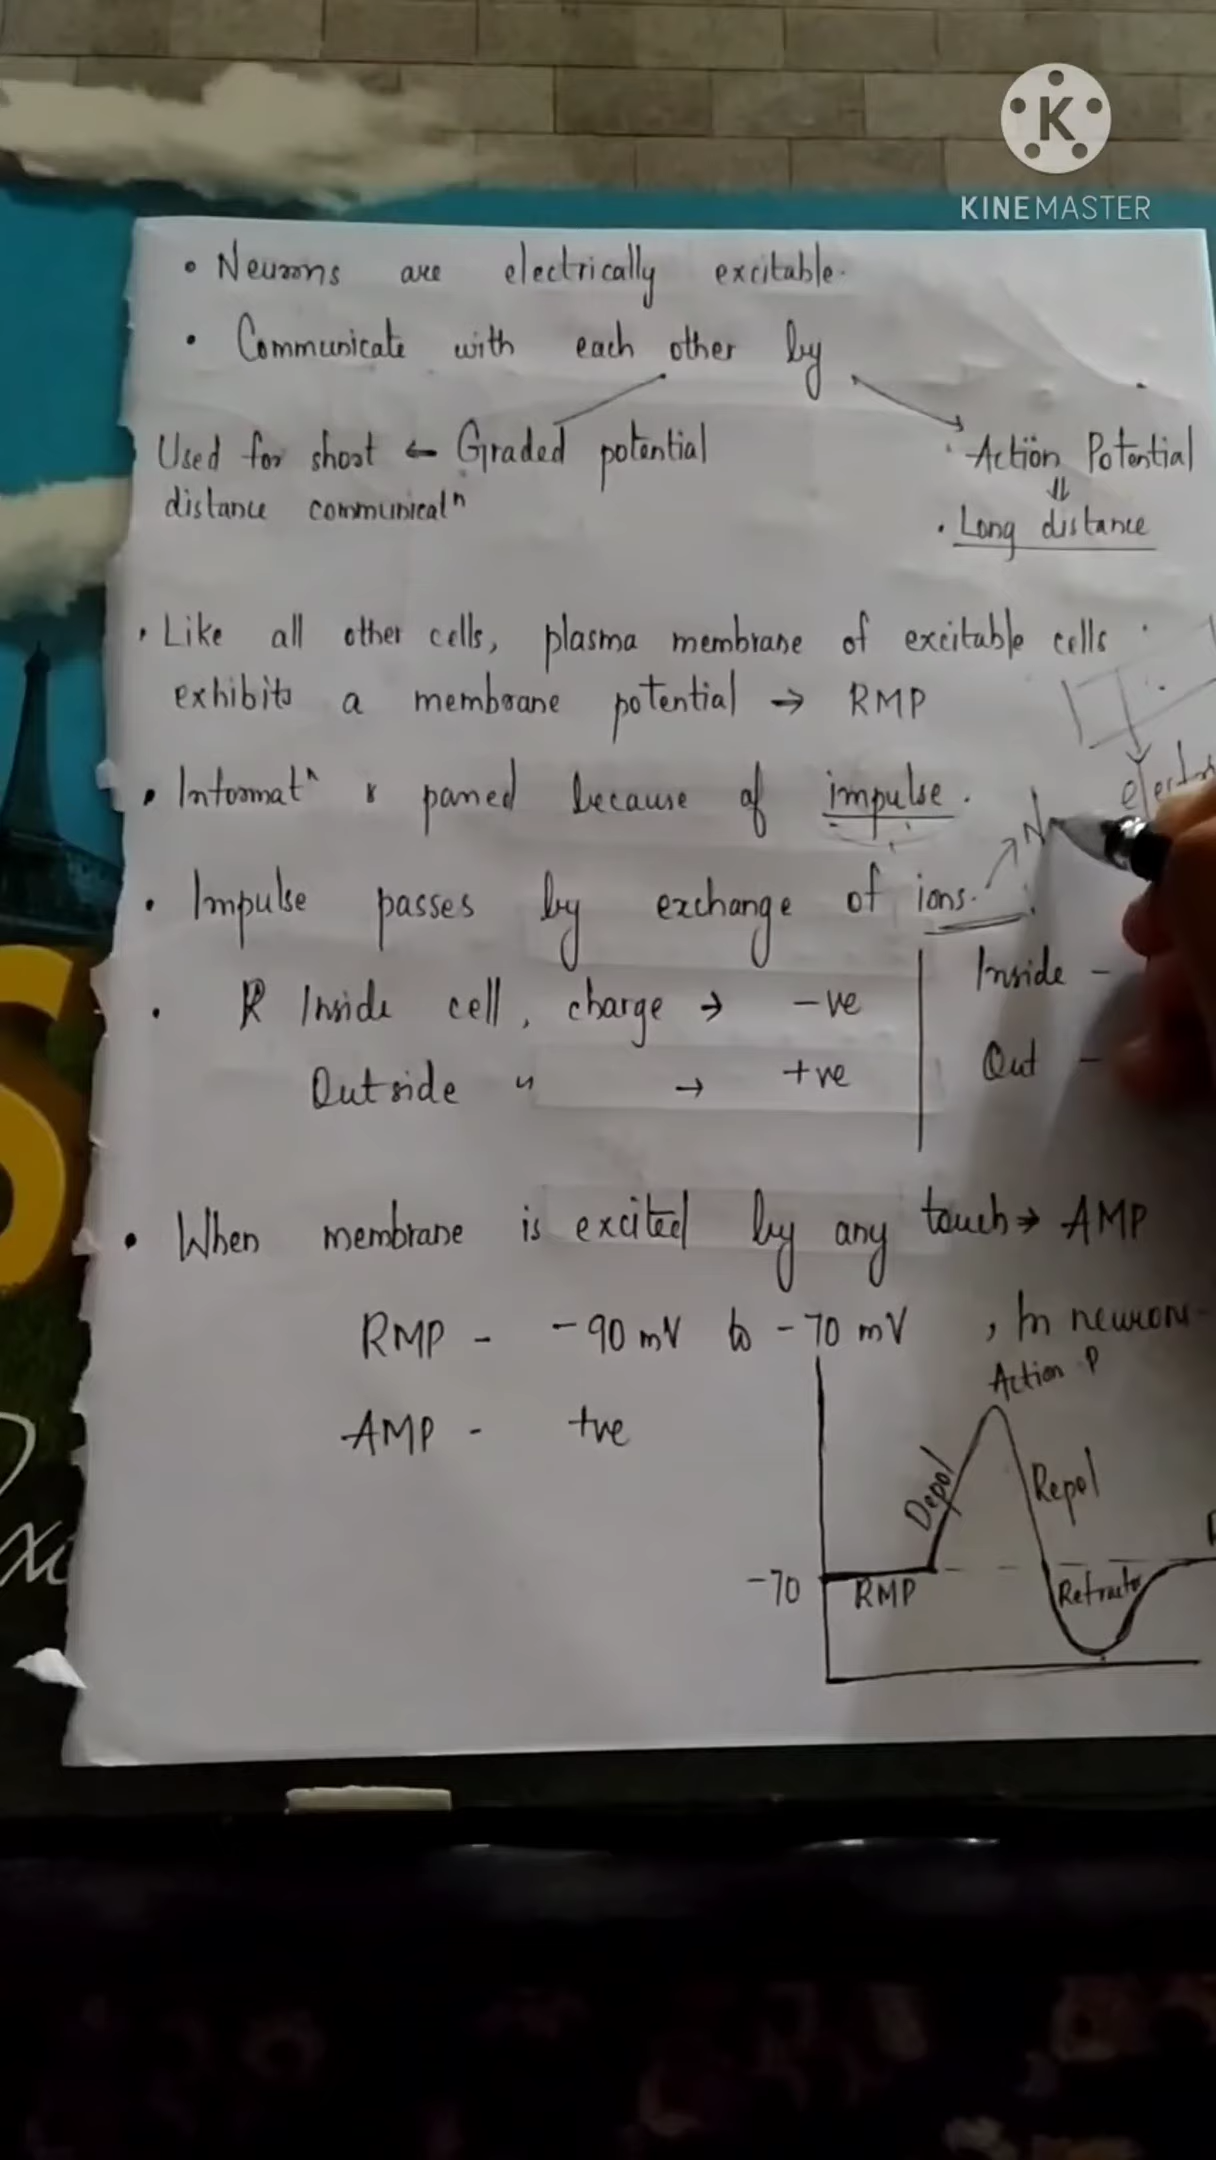 KINEMASTER
• Neurons are electrically excitable.
• Communicate with each other by
Used for short ← Graded potential
distance communicatⁿ
Action Potential
⇓
• Long distance
• Like all other cells, plasma membrane of excitable cells
exhibits a membrane potential → RMP
• Informatⁿ is passed because of impulse.
• Impulse passes by exchange of ions.
• Inside cell, charge → -ve
Outside " → +ve
Inside -
Out -
• When membrane is excited by any touch → AMP
RMP - -90 mV to -70 mV , In neurons-
AMP - +ve
Action P
Depol
Repol
-70
RMP